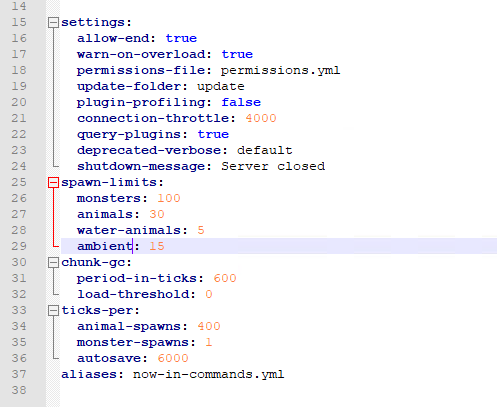 14
15 settings:
16 allow-end: true
17 warn-on-overload: true
18 permissions-file: permissions.yml
19 update-folder: update
20 plugin-profiling: false
21 connection-throttle: 4000
22 query-plugins: true
23 deprecated-verbose: default
24 shutdown-message: Server closed
25 spawn-limits:
26 monsters: 100
27 animals: 30
28 water-animals: 5
29 ambient: 15
30 chunk-gc:
31 period-in-ticks: 600
32 load-threshold: 0
33 ticks-per:
34 animal-spawns: 400
35 monster-spawns: 1
36 autosave: 6000
37 aliases: now-in-commands.yml
38